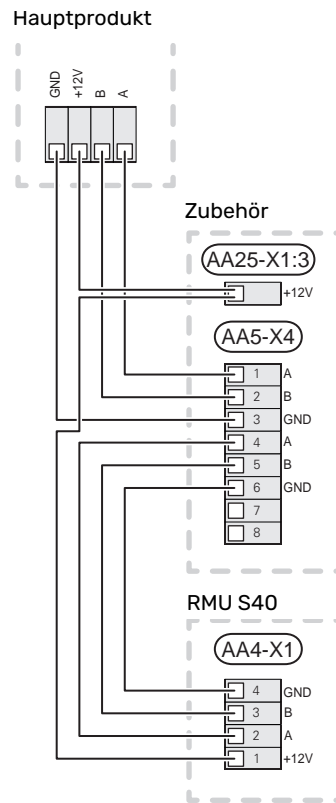 Hauptprodukt
GND
+12V
B
A
Zubehör
AA25-X1:3
+12V
AA5-X4
1 A
2 B
3 GND
4 A
5 B
6 GND
7
8
RMU S40
AA4-X1
4 GND
3 B
2 A
1 +12V